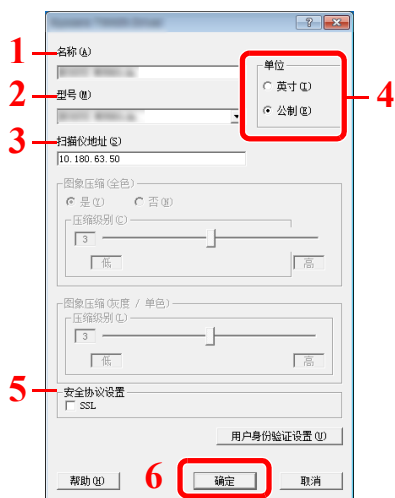 1
名称(A)
单位
英寸(I)
公制(E)
4
2
型号(M)
3
扫描仪地址(S)
10.180.63.50
图象压缩(全色)
是(Y)
否(N)
压缩级别(C)
3
低
高
图象压缩(灰度 / 单色)
压缩级别(L)
3
低
高
5
安全协议设置
SSL
用户身份验证设置(U)
帮助(H)
6
确定
取消